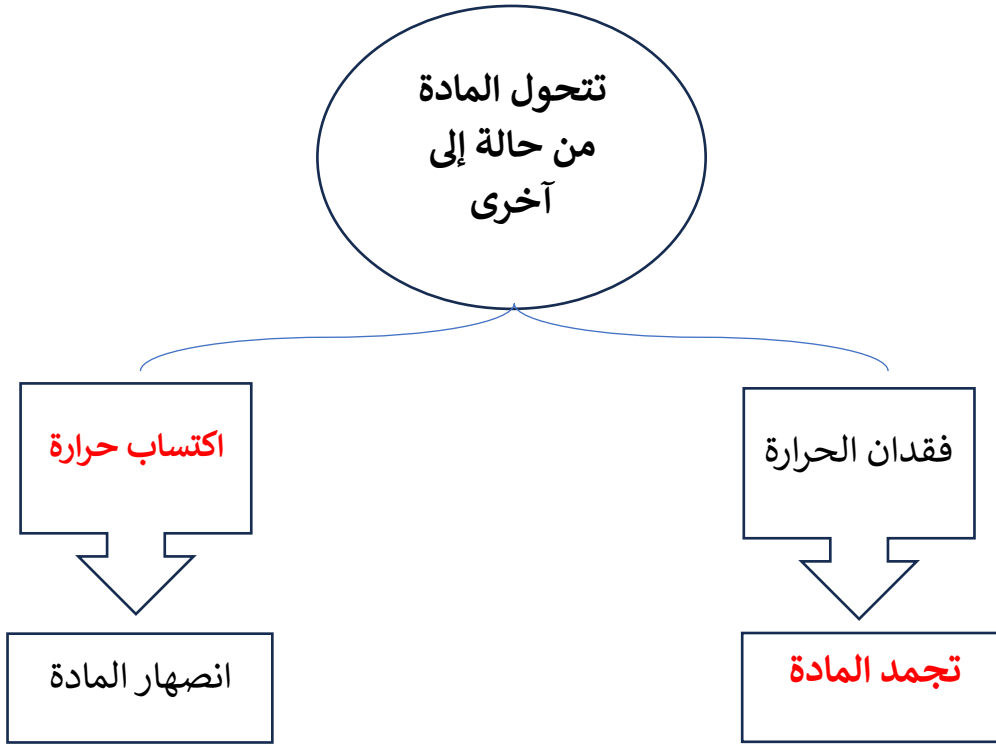 تتحول المادة
من حالة إلى
آخرى
فقدان الحرارة
اكتساب حرارة
تجمد المادة
انصهار المادة